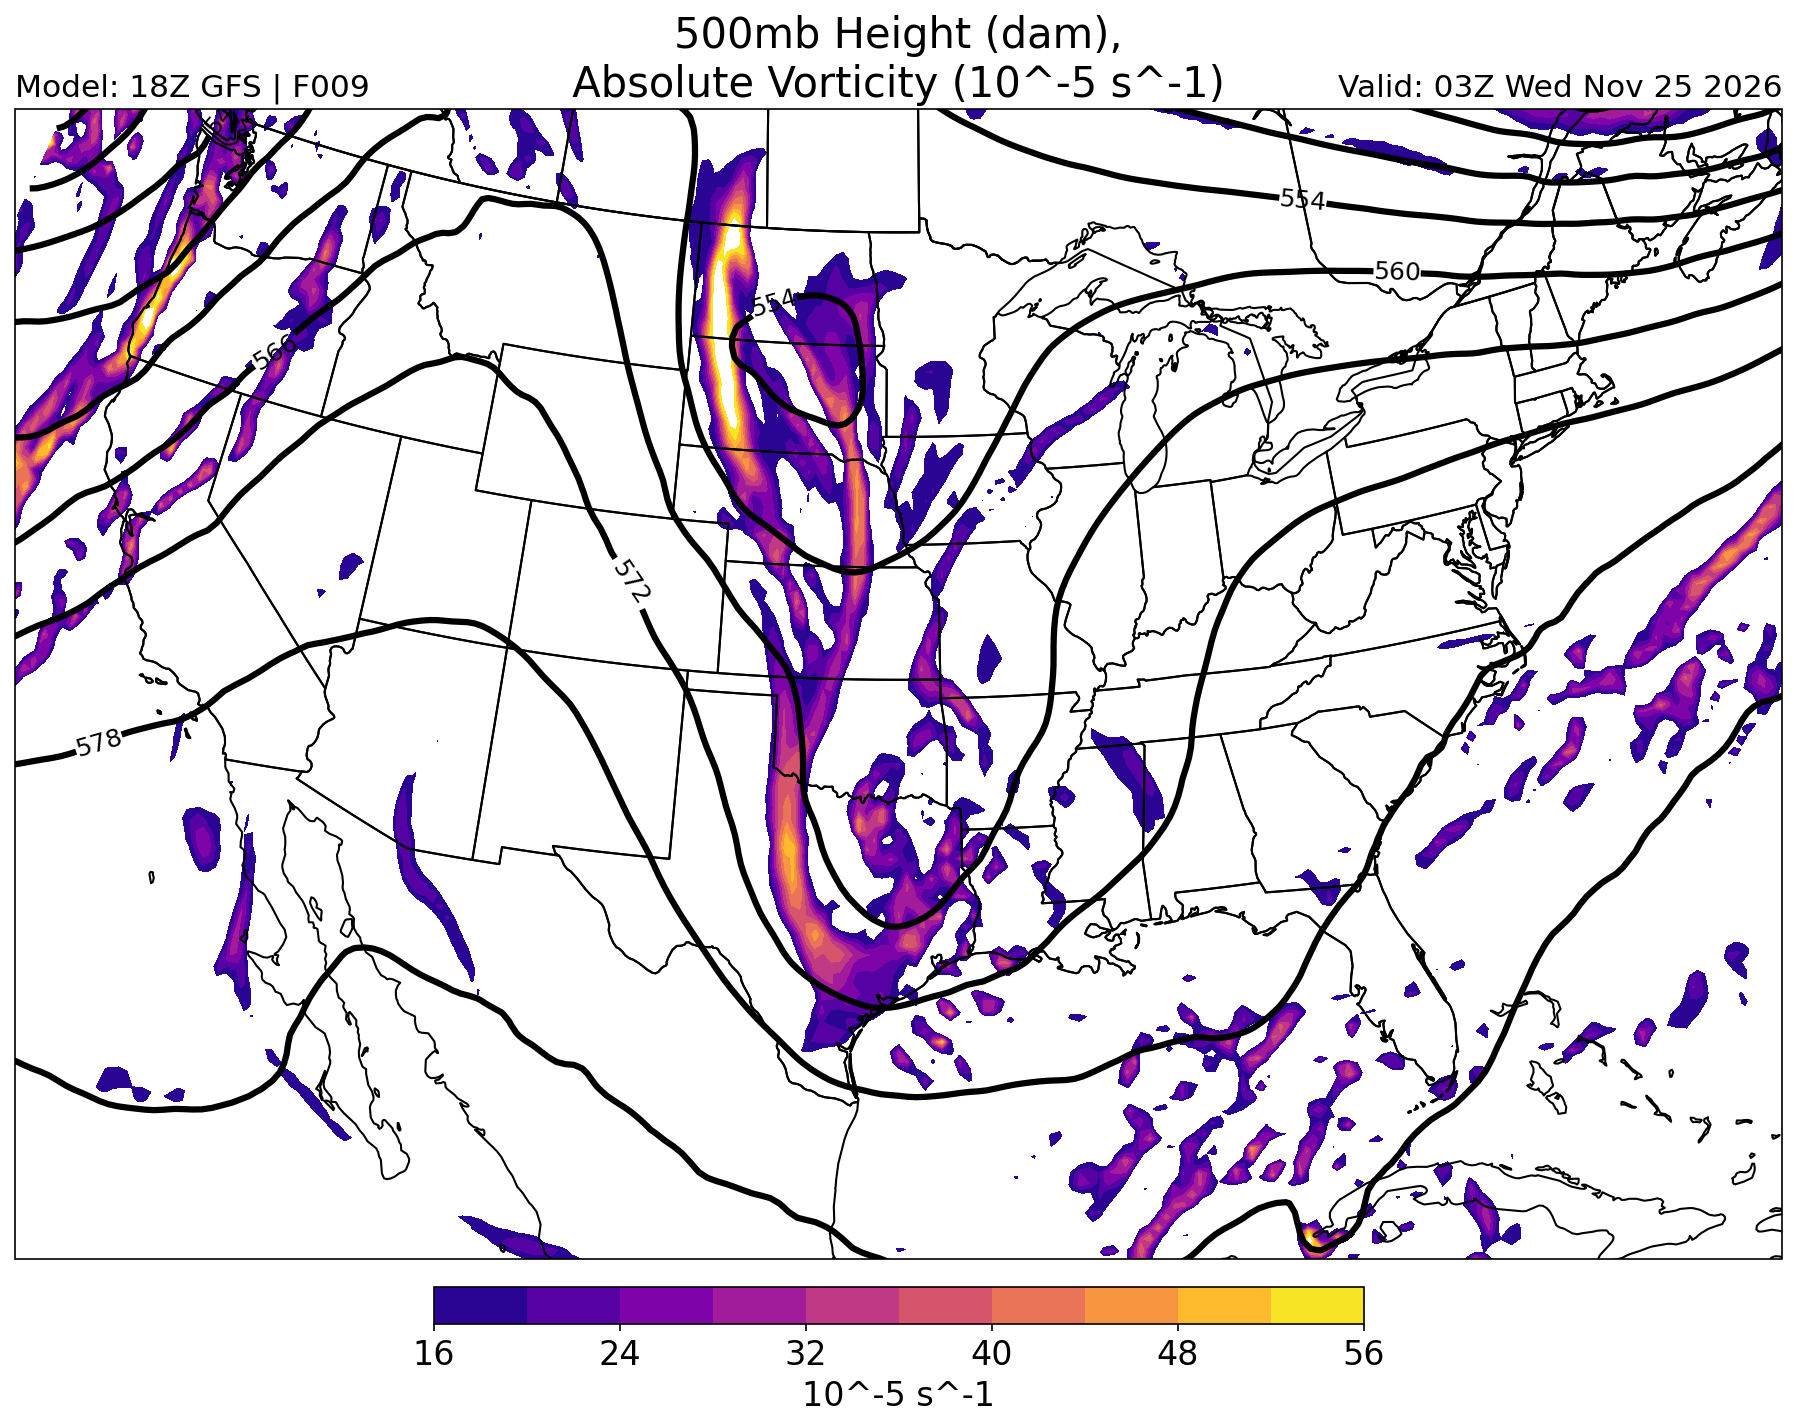 500mb Height (dam),
Absolute Vorticity (10^-5 s^-1)
Model: 18Z GFS | F009
Valid: 03Z Wed Nov 25 2026
554
560
554
566
572
578
16 24 32 40 48 56
10^-5 s^-1